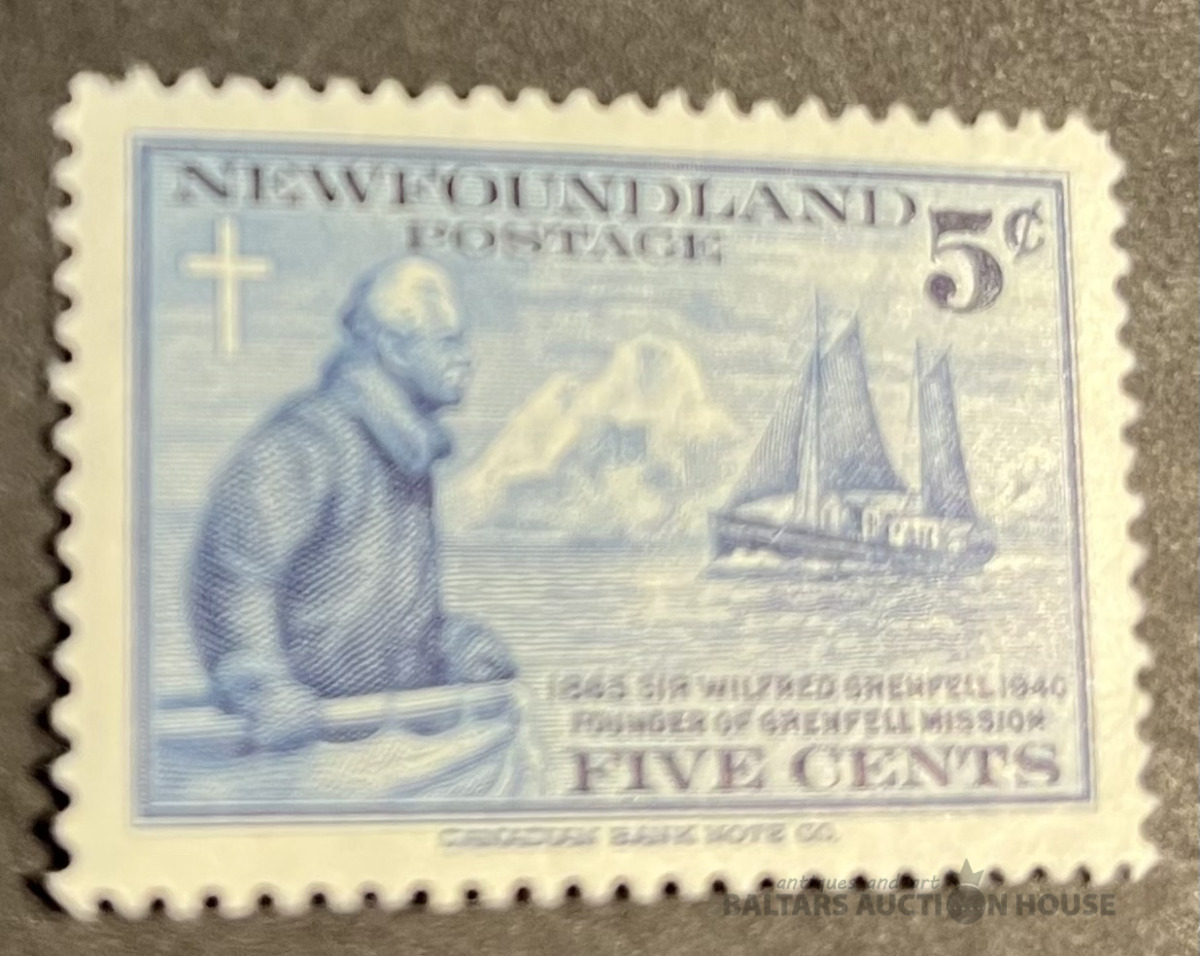 NEWFOUNDLAND
5¢
POSTAGE
1865 SIR WILFRED GRENFELL 1940
FOUNDER OF GRENFELL MISSION
FIVE CENTS
CANADIAN BANK NOTE CO.
antiques and art
BALTARS AUCTION HOUSE